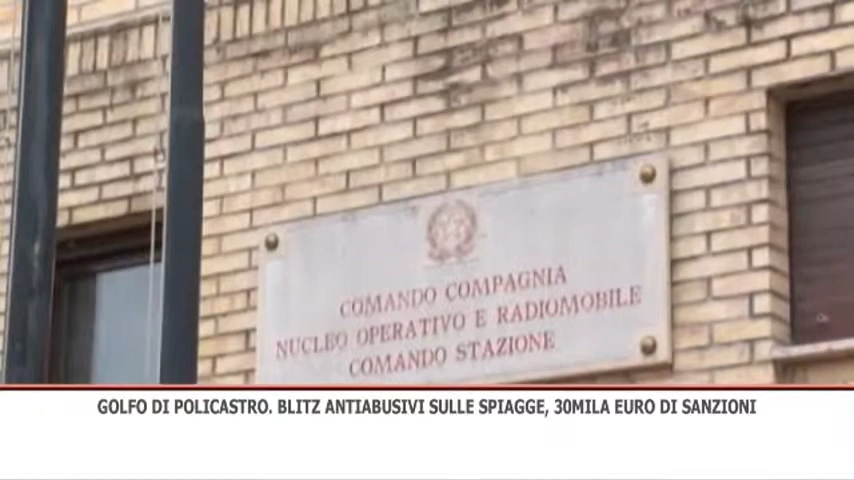 COMANDO COMPAGNIA
NUCLEO OPERATIVO E RADIOMOBILE
COMANDO STAZIONE
GOLFO DI POLICASTRO. BLITZ ANTIABUSIVI SULLE SPIAGGE, 30MILA EURO DI SANZIONI